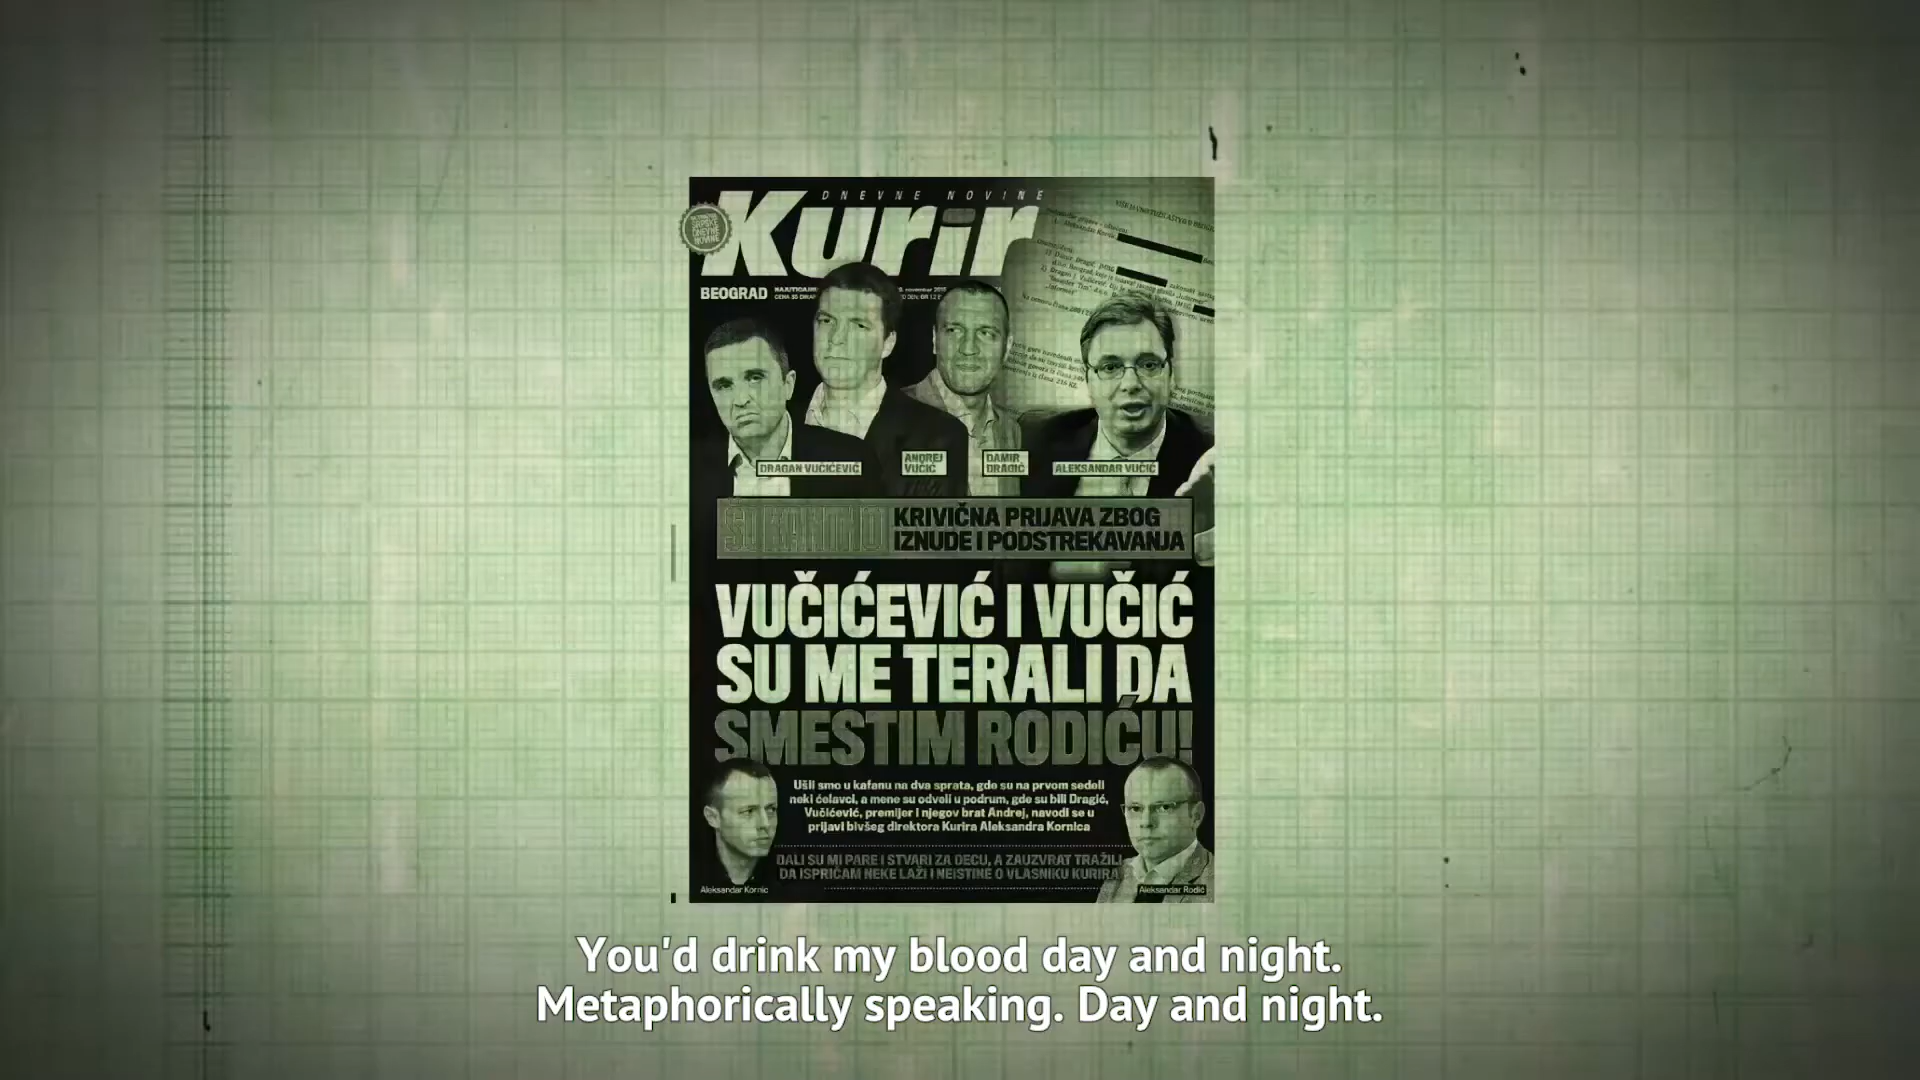 DNEVNE NOVINE
Kurir
BEOGRAD
DRAGAN VUČIĆEVIĆ
ANDREJ
VUČIĆ
DAMIR
DRAGIĆ
ALEKSANDAR VUČIĆ
ŠOKANTNO
KRIVIČNA PRIJAVA ZBOG
IZNUDE I PODSTREKAVANJA
VUČIĆEVIĆ I VUČIĆ
SU ME TERALI DA
SMESTIM RODIĆU!
Ušli smo u kafanu na dva sprata, gde su na prvom sedeli
neki ćelavci, a mene su odveli u podrum, gde su bili Dragić,
Vučićević, premijer i njegov brat Andrej, navodi se u
prijavi bivšeg direktora Kurira Aleksandra Kornica
DALI SU MI PARE I STVARI ZA DECU, A ZAUZVRAT TRAŽILI
DA ISPRIČAM NEKE LAŽI I NEISTINE O VLASNIKU KURIRA
Aleksandar Kornic
Aleksandar Rodić
You'd drink my blood day and night.
Metaphorically speaking. Day and night.